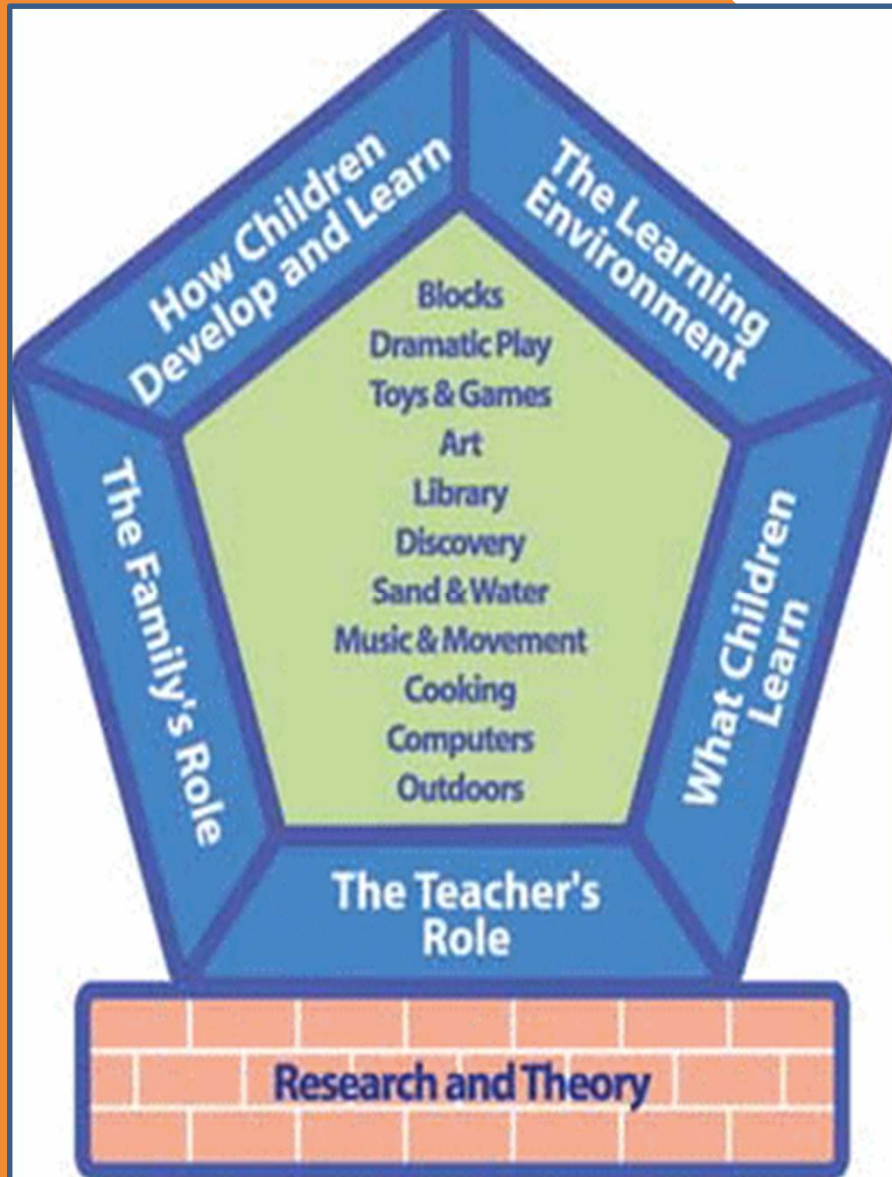 How Children
Develop and Learn
The Learning
Environment
Blocks
Dramatic Play
Toys & Games
Art
Library
Discovery
Sand & Water
Music & Movement
Cooking
Computers
Outdoors
The Family's Role
What Children
Learn
The Teacher's
Role
Research and Theory